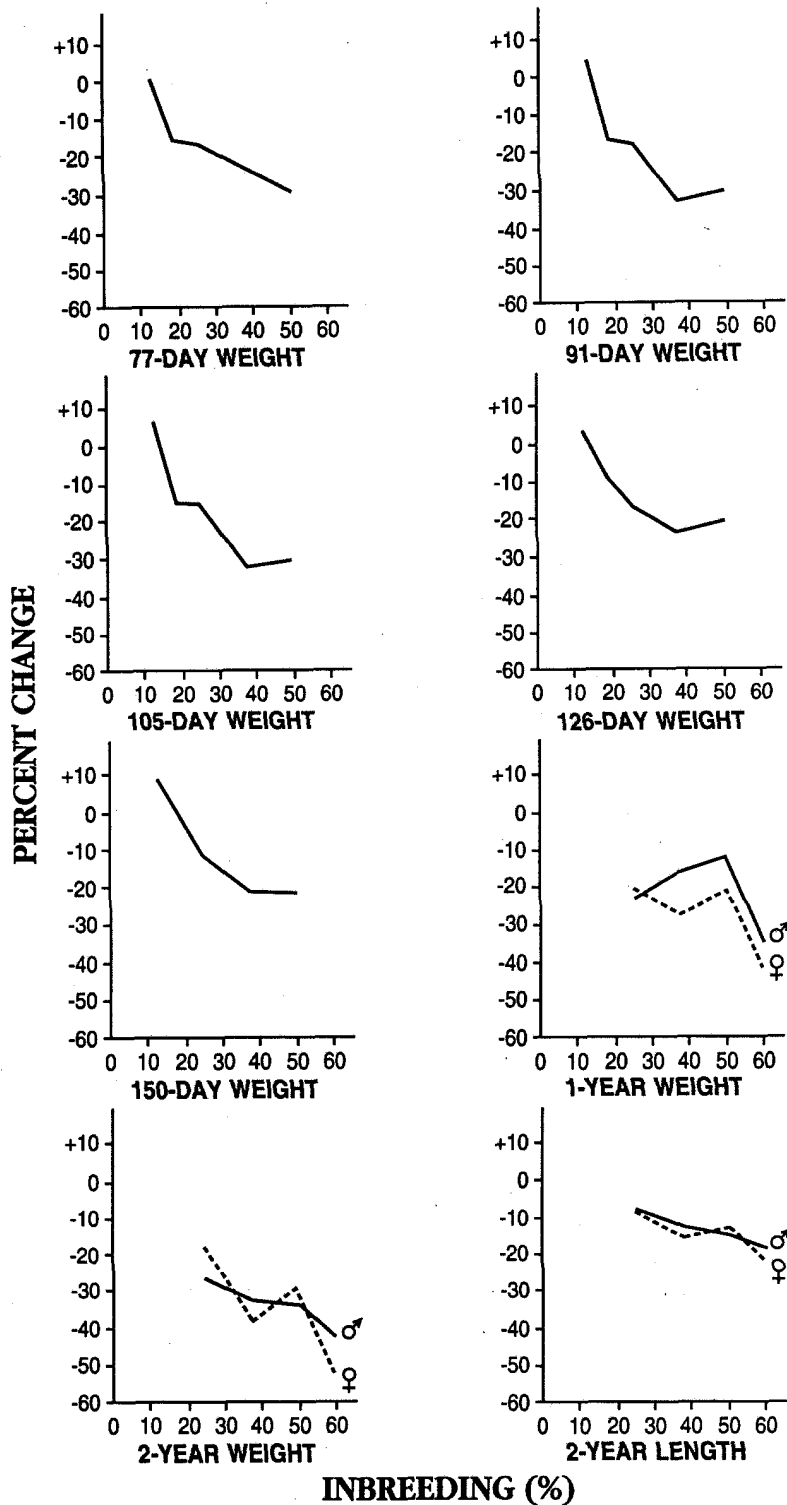 +10 +10
0 0
-10 -10
-20 -20
-30 -30
-40 -40
-50 -50
-60 -60
0 10 20 30 40 50 60 0 10 20 30 40 50 60
77-DAY WEIGHT 91-DAY WEIGHT
+10 +10
0 0
-10 -10
-20 -20
-30 -30
-40 -40
-50 -50
-60 -60
0 10 20 30 40 50 60 0 10 20 30 40 50 60
105-DAY WEIGHT 126-DAY WEIGHT
PERCENT CHANGE
+10 +10
0 0
-10 -10
-20 -20
-30 -30 ♂
-40 -40 ♀
-50 -50
-60 -60
0 10 20 30 40 50 60 0 10 20 30 40 50 60
150-DAY WEIGHT 1-YEAR WEIGHT
+10 +10
0 0
-10 -10
-20 -20 ♂
-30 -30 ♀
-40 ♂ -40
-50 ♀ -50
-60 -60
0 10 20 30 40 50 60 0 10 20 30 40 50 60
2-YEAR WEIGHT 2-YEAR LENGTH
INBREEDING (%)